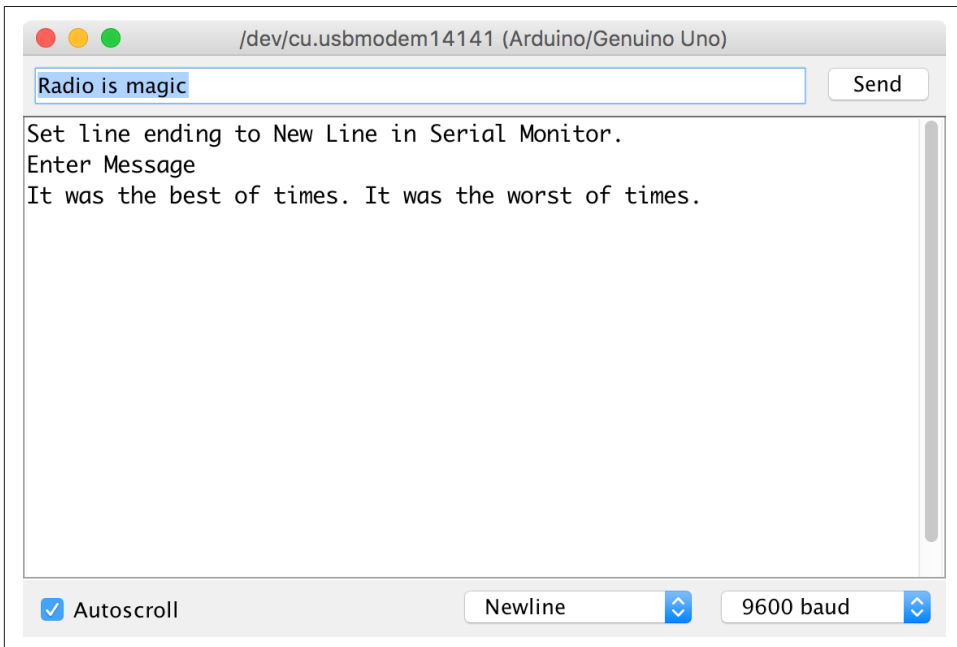 /dev/cu.usbmodem14141 (Arduino/Genuino Uno)
Radio is magic
Send
Set line ending to New Line in Serial Monitor.
Enter Message
It was the best of times. It was the worst of times.
Autoscroll
Newline
9600 baud